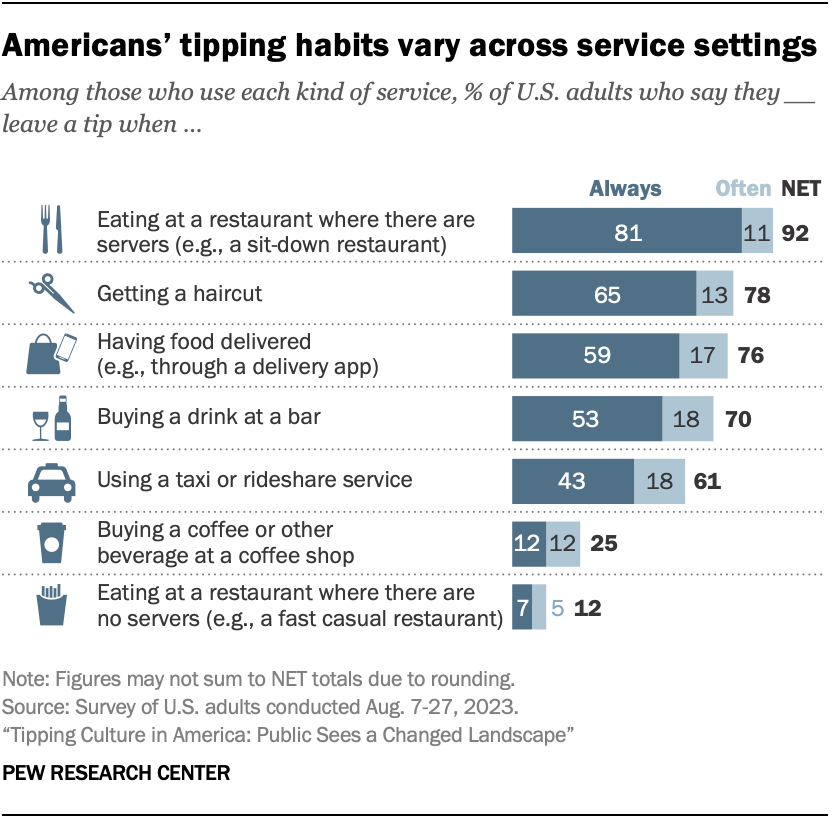 Americans’ tipping habits vary across service settings
Among those who use each kind of service, % of U.S. adults who say they __
leave a tip when ...
Always Often NET
Eating at a restaurant where there are
servers (e.g., a sit-down restaurant)
81 11 92
Getting a haircut 65 13 78
Having food delivered
(e.g., through a delivery app)
59 17 76
Buying a drink at a bar 53 18 70
Using a taxi or rideshare service 43 18 61
Buying a coffee or other
beverage at a coffee shop
12 12 25
Eating at a restaurant where there are
no servers (e.g., a fast casual restaurant)
7 5 12
Note: Figures may not sum to NET totals due to rounding.
Source: Survey of U.S. adults conducted Aug. 7-27, 2023.
“Tipping Culture in America: Public Sees a Changed Landscape”
PEW RESEARCH CENTER